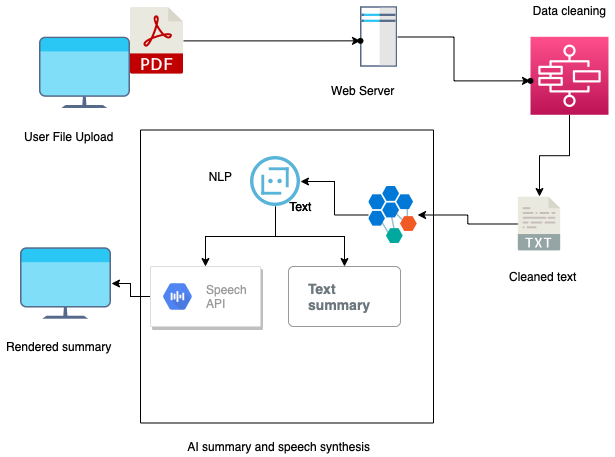 Data cleaning
PDF
Web Server
User File Upload
NLP
Text
TXT
Cleaned text
Speech
API
Text
summary
Rendered summary
AI summary and speech synthesis